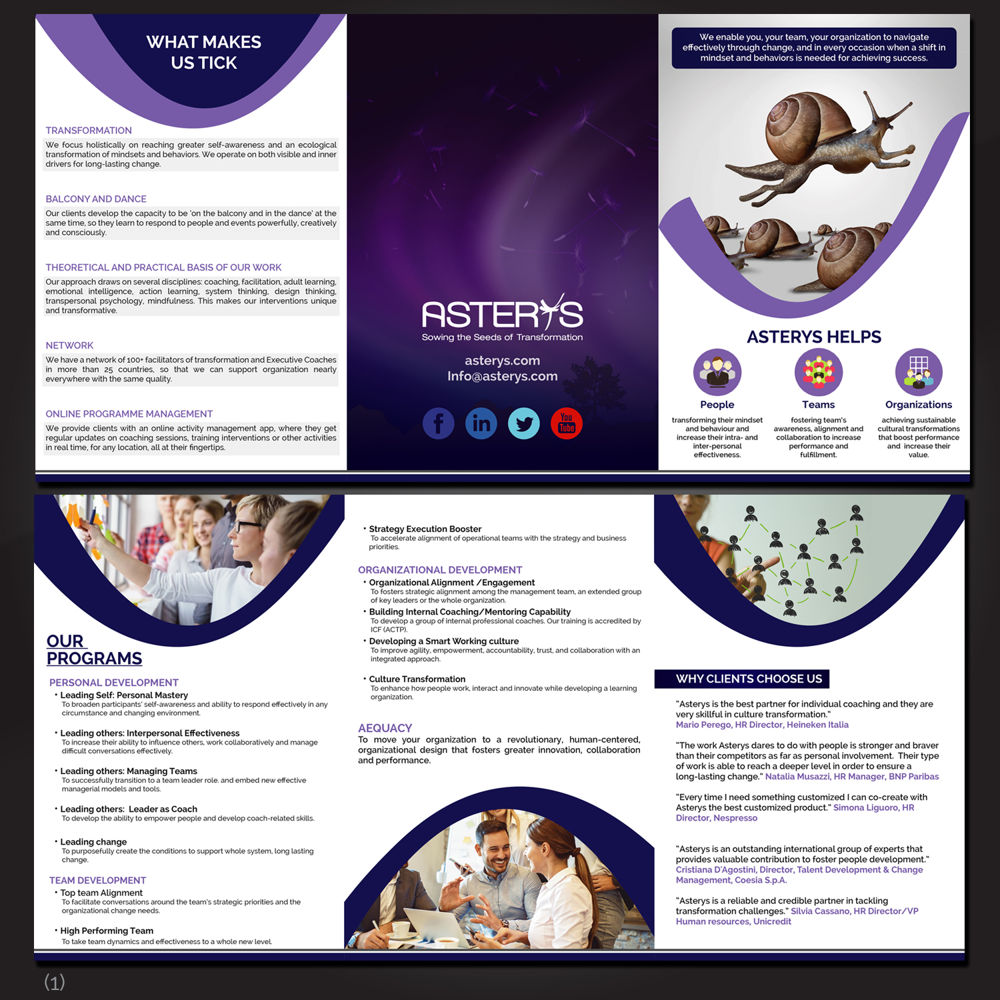 WHAT MAKES
US TICK
TRANSFORMATION
We focus holistically on reaching greater self-awareness and an ecological
transformation of mindsets and behaviors. We operate on both visible and inner
drivers for long-lasting change.
BALCONY AND DANCE
Our clients develop the capacity to be 'on the balcony and in the dance' at the
same time, so they learn to respond to people and events powerfully, creatively
and consciously.
THEORETICAL AND PRACTICAL BASIS OF OUR WORK
Our approach draws on several disciplines: coaching, facilitation, adult learning,
emotional intelligence, action learning, system thinking, design thinking,
transpersonal psychology, mindfulness. This makes our interventions unique
and transformative.
NETWORK
We have a network of 100+ facilitators of transformation and Executive Coaches
in more than 25 countries, so that we can support organization nearly
everywhere with the same quality.
ONLINE PROGRAMME MANAGEMENT
We provide clients with an online activity management app, where they get
regular updates on coaching sessions, training interventions or other activities
in real time, for any location, all at their fingertips.
ASTERYS
Sowing the Seeds of Transformation
asterys.com
Info@asterys.com
f
in
You
Tube
We enable you, your team, your organization to navigate
effectively through change, and in every occasion when a shift in
mindset and behaviors is needed for achieving success.
ASTERYS HELPS
People
transforming their mindset
and behaviour and
increase their intra- and
inter-personal
effectiveness.
Teams
fostering team's
awareness, alignment and
collaboration to increase
performance and
fulfillment.
Organizations
achieving sustainable
cultural transformations
that boost performance
and increase their
value.
OUR
PROGRAMS
PERSONAL DEVELOPMENT
• Leading Self: Personal Mastery
To broaden participants' self-awareness and ability to respond effectively in any
circumstance and changing environment.
• Leading others: Interpersonal Effectiveness
To increase their ability to influence others, work collaboratively and manage
difficult conversations effectively.
• Leading others: Managing Teams
To successfully transition to a team leader role. and embed new effective
managerial models and tools.
• Leading others: Leader as Coach
To develop the ability to empower people and develop coach-related skills.
• Leading change
To purposefully create the conditions to support whole system, long lasting
change.
TEAM DEVELOPMENT
• Top team Alignment
To facilitate conversations around the team's strategic priorities and the
organizational change needs.
• High Performing Team
To take team dynamics and effectiveness to a whole new level.
• Strategy Execution Booster
To accelerate alignment of operational teams with the strategy and business
priorities.
ORGANIZATIONAL DEVELOPMENT
• Organizational Alignment /Engagement
To fosters strategic alignment among the management team, an extended group
of key leaders or the whole organization.
• Building Internal Coaching/Mentoring Capability
To develop a group of internal professional coaches. Our training is accredited by
ICF (ACTP).
• Developing a Smart Working culture
To improve agility, empowerment, accountability, trust, and collaboration with an
integrated approach.
• Culture Transformation
To enhance how people work, interact and innovate while developing a learning
organization.
AEQUACY
To move your organization to a revolutionary, human-centered,
organizational design that fosters greater innovation, collaboration
and performance.
WHY CLIENTS CHOOSE US
"Asterys is the best partner for individual coaching and they are
very skillful in culture transformation."
Mario Perego, HR Director, Heineken Italia
"The work Asterys dares to do with people is stronger and braver
than their competitors as far as personal involvement. Their type
of work is able to reach a deeper level in order to ensure a
long-lasting change." Natalia Musazzi, HR Manager, BNP Paribas
"Every time I need something customized I can co-create with
Asterys the best customized product." Simona Liguoro, HR
Director, Nespresso
"Asterys is an outstanding international group of experts that
provides valuable contribution to foster people development."
Cristiana D'Agostini, Director, Talent Development & Change
Management, Coesia S.p.A.
"Asterys is a reliable and credible partner in tackling
transformation challenges." Silvia Cassano, HR Director/VP
Human resources, Unicredit
(1)